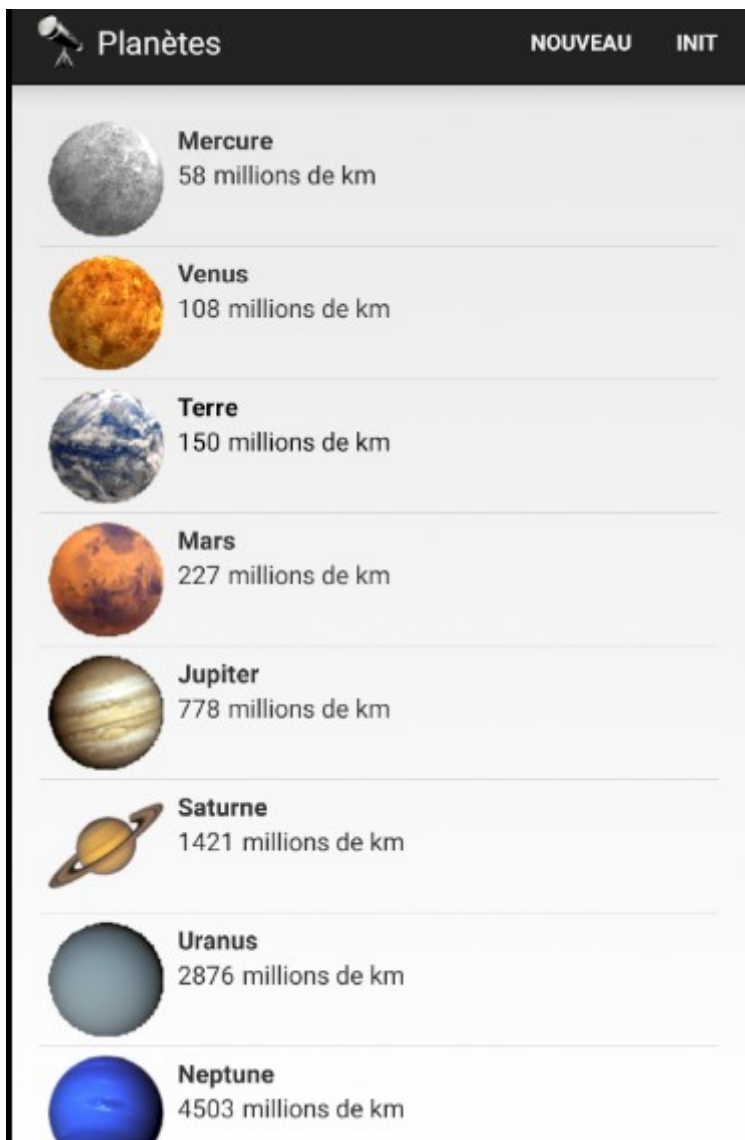 Planètes NOUVEAU INIT
Mercure
58 millions de km
Venus
108 millions de km
Terre
150 millions de km
Mars
227 millions de km
Jupiter
778 millions de km
Saturne
1421 millions de km
Uranus
2876 millions de km
Neptune
4503 millions de km